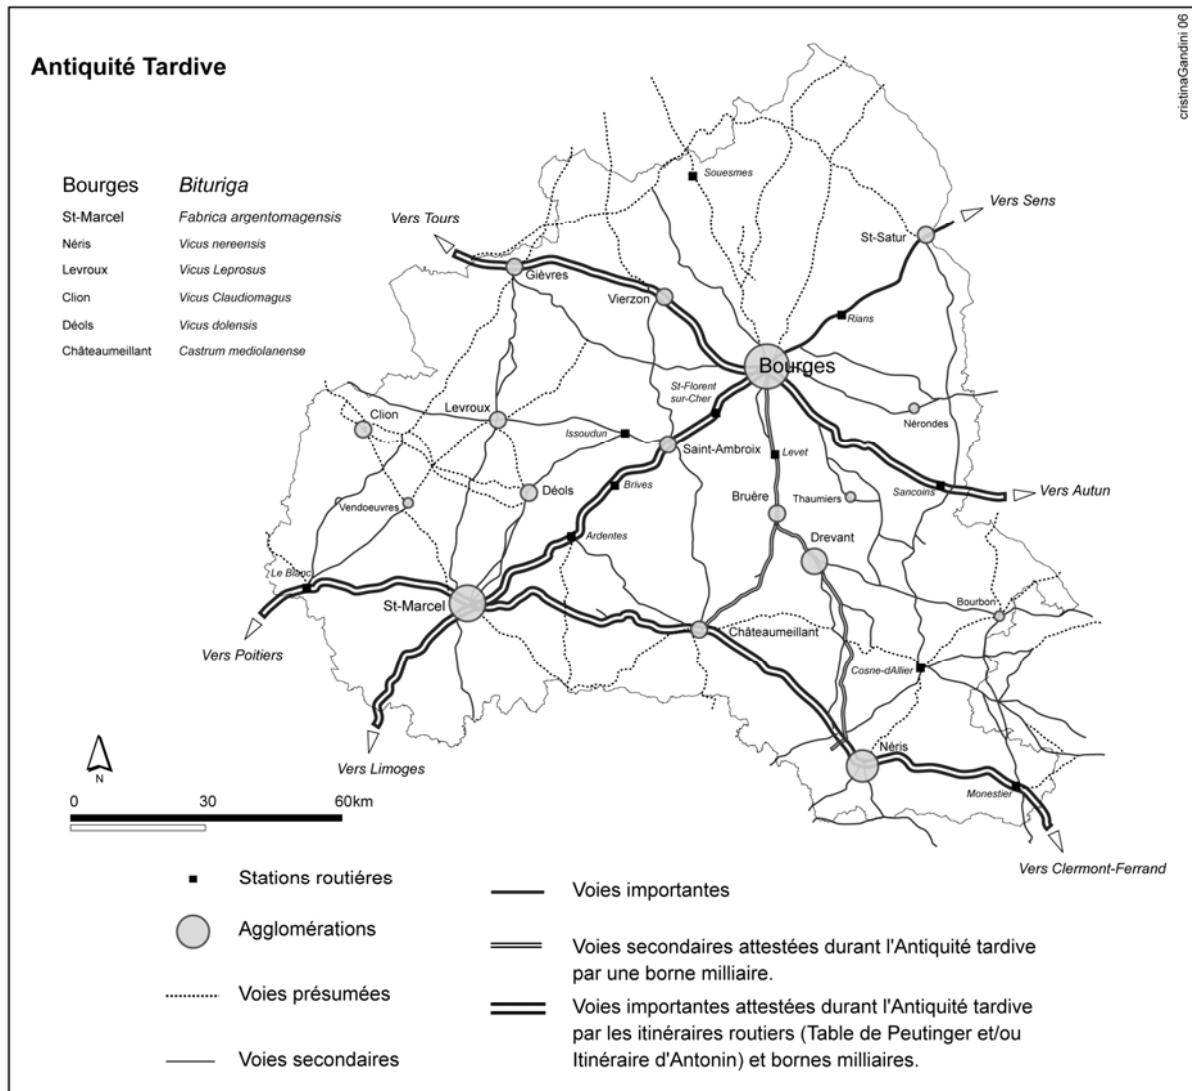 cristinaGandini 06
Antiquité Tardive
Bourges Bituriga
St-Marcel Fabrica argentomagensis
Néris Vicus nereensis
Levroux Vicus Leprosus
Clion Vicus Claudiomagus
Déols Vicus dolensis
Châteaumeillant Castrum mediolanense
Souesmes
Vers Sens
Vers Tours
St-Satur
Gièvres
Vierzon
Rians
Bourges
St-Florent
sur-Cher
Levroux
Clion
Nérondes
Issoudun
Saint-Ambroix
Levet
Brives
Déols
Bruère
Thaumiers
Sancoins
Vers Autun
Vendoeuvres
Ardentes
Drevant
Le Blanc
St-Marcel
Bourbon
Châteaumeillant
Vers Poitiers
Cosne-dAllier
Néris
Vers Limoges
Monestier
N
0 30 60km
Vers Clermont-Ferrand
Stations routiéres
Agglomérations
Voies présumées
Voies secondaires
Voies importantes
Voies secondaires attestées durant l'Antiquité tardive
par une borne milliaire.
Voies importantes attestées durant l'Antiquité tardive
par les itinéraires routiers (Table de Peutinger et/ou
Itinéraire d'Antonin) et bornes milliaires.